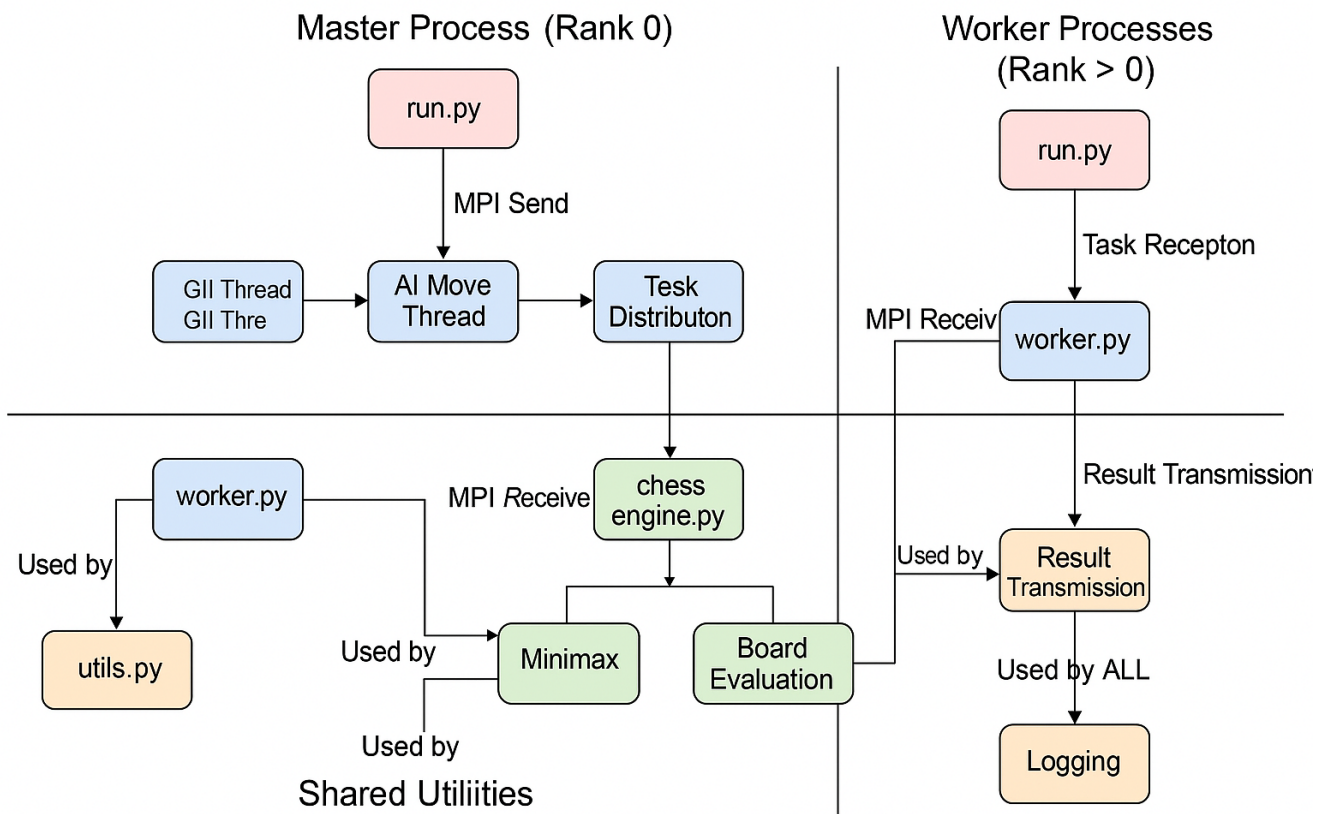 Master Process (Rank 0)
run.py
MPI Send
GII Thread
GII Thre
AI Move
Thread
Tesk
Distributon
Worker Processes
(Rank > 0)
run.py
Task Recepton
MPI Receiv
worker.py
Result Transmission
worker.py
Used by
utils.py
MPI Receive
chess
engine.py
Used by
Minimax
Board
Evaluation
Used by
Shared Utiliities
Used by
Result
Transmission
Used by ALL
Logging